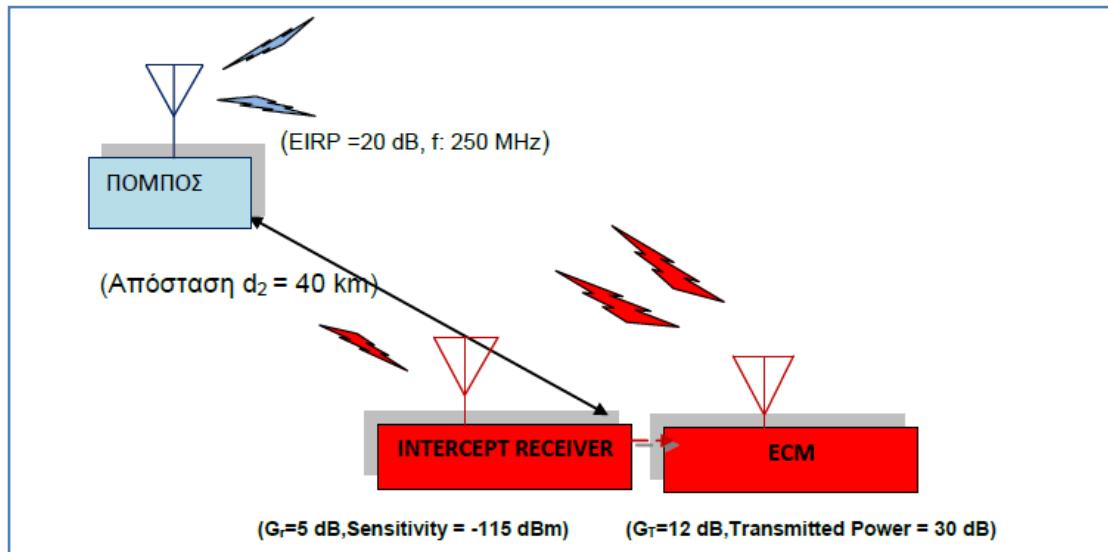 (EIRP =20 dB, f: 250 MHz)
ΠΟΜΠΟΣ
(Απόσταση d₂ = 40 km)
INTERCEPT RECEIVER
ECM
(Gᵣ=5 dB,Sensitivity = -115 dBm)
(G_T=12 dB,Transmitted Power = 30 dB)